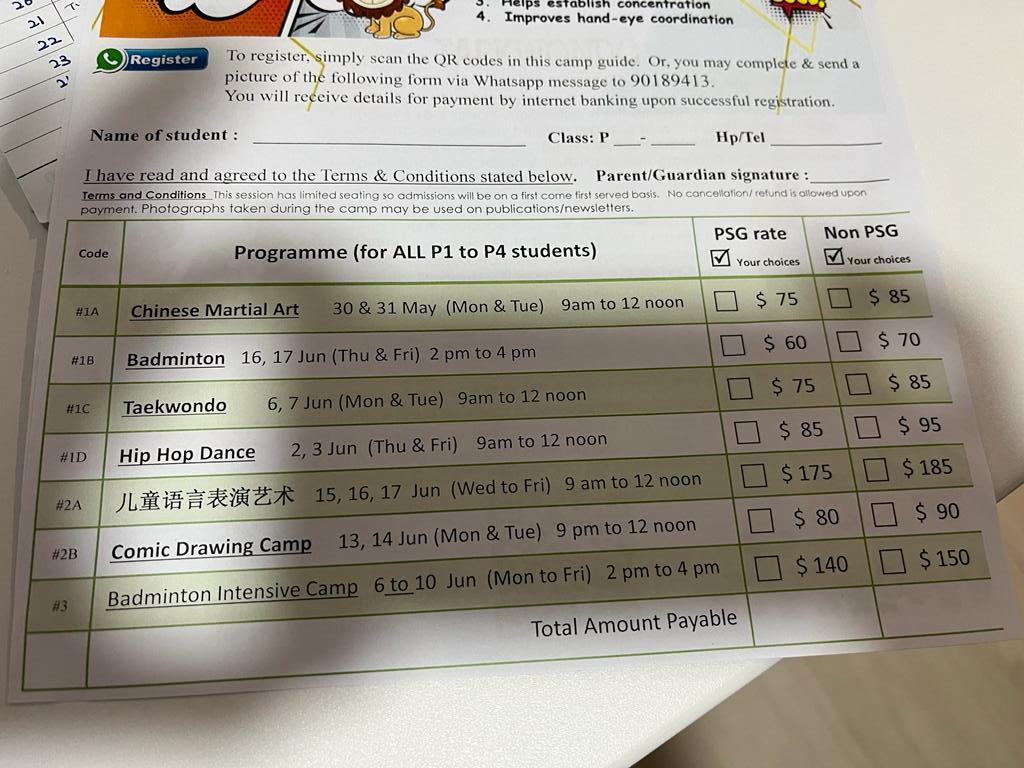 20
21
22
23
3. Helps establish concentration
4. Improves hand-eye coordination
Register
To register, simply scan the QR codes in this camp guide. Or, you may complete & send a
picture of the following form via Whatsapp message to 90189413.
You will receive details for payment by internet banking upon successful registration.
Name of student : Class: P - Hp/Tel
I have read and agreed to the Terms & Conditions stated below. Parent/Guardian signature :
Terms and Conditions This session has limited seating so admissions will be on a first come first served basis. No cancellation/ refund is allowed upon
payment. Photographs taken during the camp may be used on publications/newsletters.
Code Programme (for ALL P1 to P4 students) PSG rate Non PSG
Your choices Your choices
#1A Chinese Martial Art 30 & 31 May (Mon & Tue) 9am to 12 noon $ 75 $ 85
#1B Badminton 16, 17 Jun (Thu & Fri) 2 pm to 4 pm $ 60 $ 70
#1C Taekwondo 6, 7 Jun (Mon & Tue) 9am to 12 noon $ 75 $ 85
#1D Hip Hop Dance 2, 3 Jun (Thu & Fri) 9am to 12 noon $ 85 $ 95
#2A 儿童语言表演艺术 15, 16, 17 Jun (Wed to Fri) 9 am to 12 noon $ 175 $ 185
#2B Comic Drawing Camp 13, 14 Jun (Mon & Tue) 9 pm to 12 noon $ 80 $ 90
#3 Badminton Intensive Camp 6 to 10 Jun (Mon to Fri) 2 pm to 4 pm $ 140 $ 150
Total Amount Payable